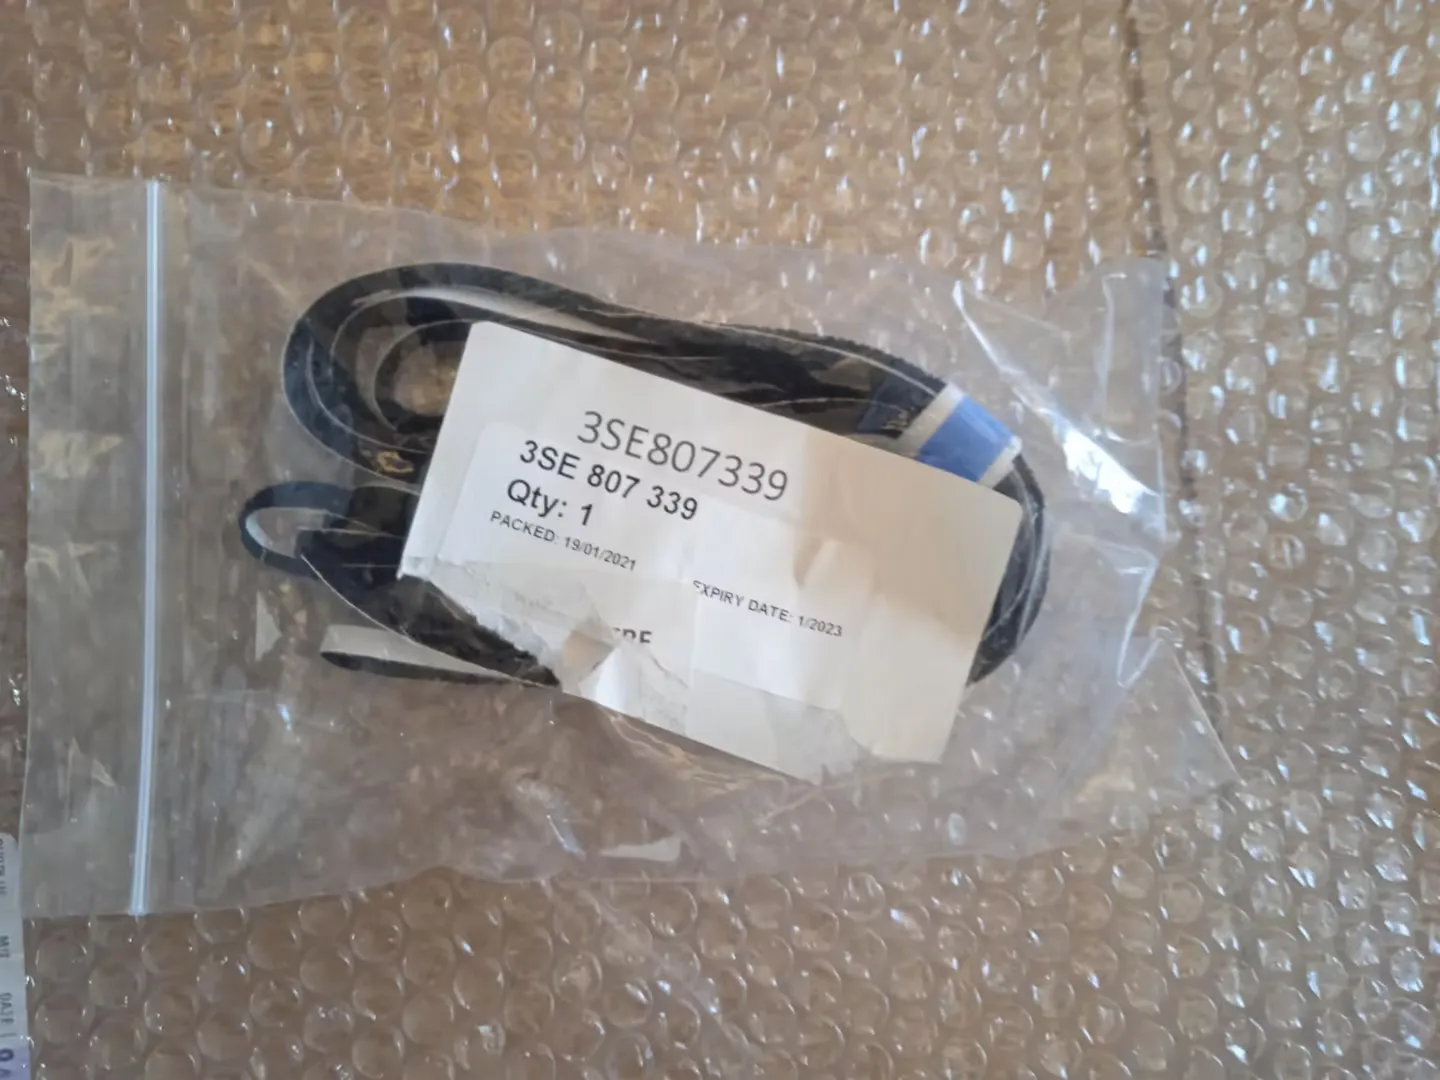 3SE807339
3SE 807 339
Qty: 1
PACKED: 19/01/2021
EXPIRY DATE: 1/2023